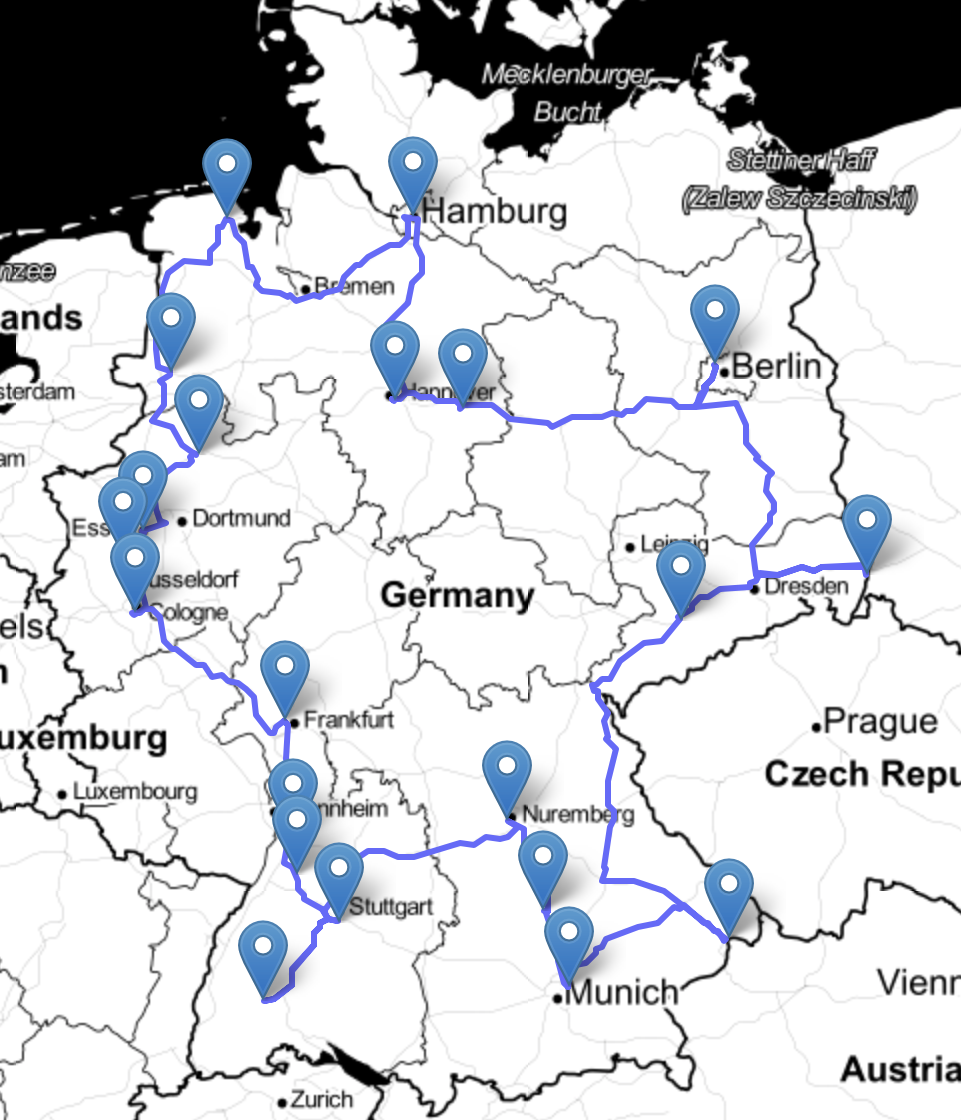 Mecklenburger
Bucht
Stettiner Haff
(Zalew Szczecinski)
Hamburg
nzee
Bremen
ands
Berlin
sterdam
Hannover
am
Ess
Dortmund
Leipzig
usseldorf
Dresden
Germany
Cologne
els
n
Frankfurt
Prague
uxemburg
Czech Repu
Luxembourg
nnheim
Nuremberg
Stuttgart
Vienn
Munich
Austria
Zurich